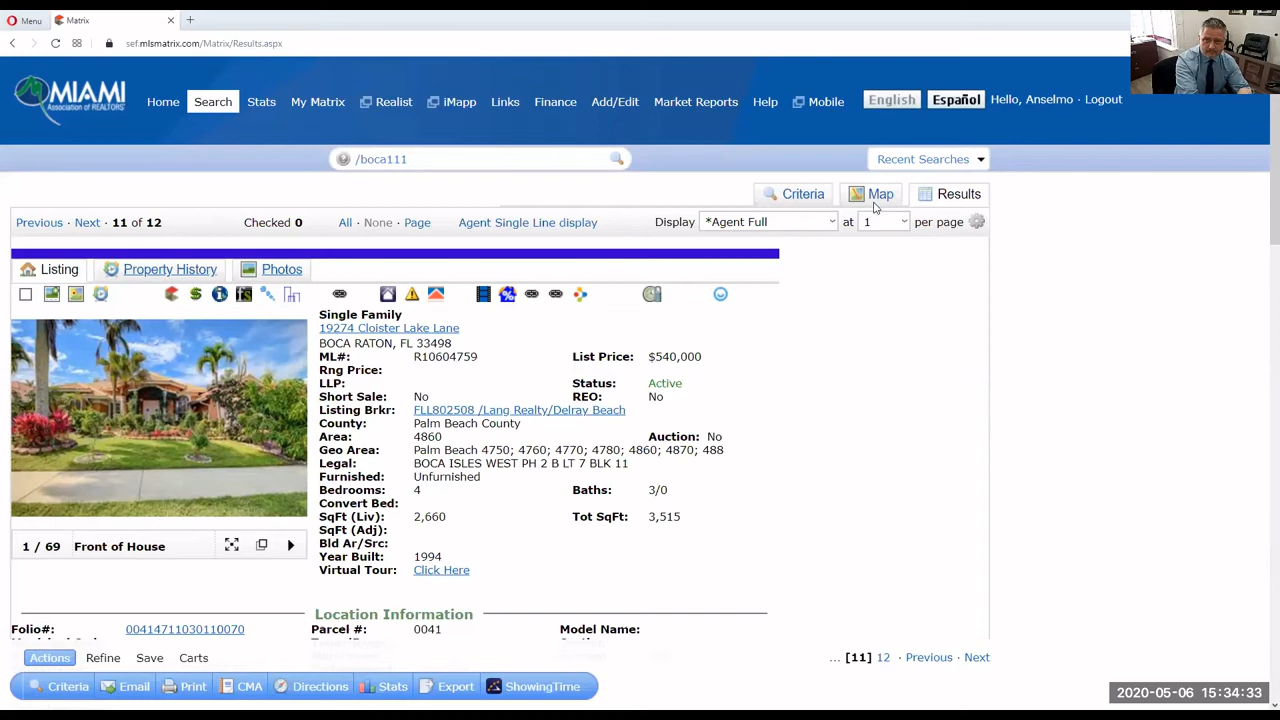 Menu
Matrix
sef.mlsmatrix.com/Matrix/Results.aspx
MIAMI
Association of REALTORS®
Home
Search
Stats
My Matrix
Realist
iMapp
Links
Finance
Add/Edit
Market Reports
Help
Mobile
English
Español
Hello, Anselmo · Logout
/boca111
Recent Searches
Criteria
Map
Results
Previous · Next · 11 of 12
Checked 0
All · None · Page
Agent Single Line display
Display *Agent Full at 1 per page
Listing
Property History
Photos
Single Family
19274 Cloister Lake Lane
BOCA RATON, FL 33498
ML#: R10604759 List Price: $540,000
Rng Price:
LLP: Status: Active
Short Sale: No REO: No
Listing Brkr: FLL802508 /Lang Realty/Delray Beach
County: Palm Beach County
Area: 4860 Auction: No
Geo Area: Palm Beach 4750; 4760; 4770; 4780; 4860; 4870; 488
Legal: BOCA ISLES WEST PH 2 B LT 7 BLK 11
Furnished: Unfurnished
Bedrooms: 4 Baths: 3/0
Convert Bed:
SqFt (Liv): 2,660 Tot SqFt: 3,515
SqFt (Adj):
Bld Ar/Src:
Year Built: 1994
Virtual Tour: Click Here
1 / 69 Front of House
Location Information
Folio#: 00414711030110070 Parcel #: 0041 Model Name:
Actions Refine Save Carts
... [11] 12 · Previous · Next
Criteria Email Print CMA Directions Stats Export ShowingTime
2020-05-06 15:34:33